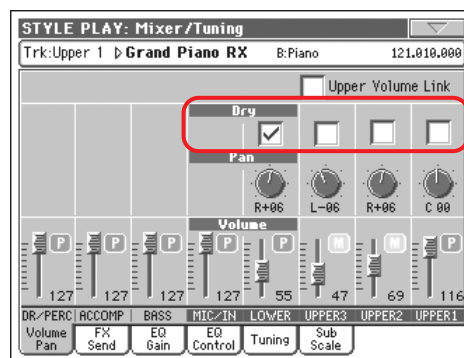 STYLE PLAY: Mixer/Tuning
Trk:Upper 1 Grand Piano RX B:Piano 121.010.000
Upper Volume Link
Dry
Pan
R+06 L-06 R+06 C 00
Volume
P P P P P M M P
127 127 127 127 55 47 69 116
DR/PERC ACCOMP BASS MIC/IN LOWER UPPER3 UPPER2 UPPER1
Volume Pan FX Send EQ Gain EQ Control Tuning Sub Scale